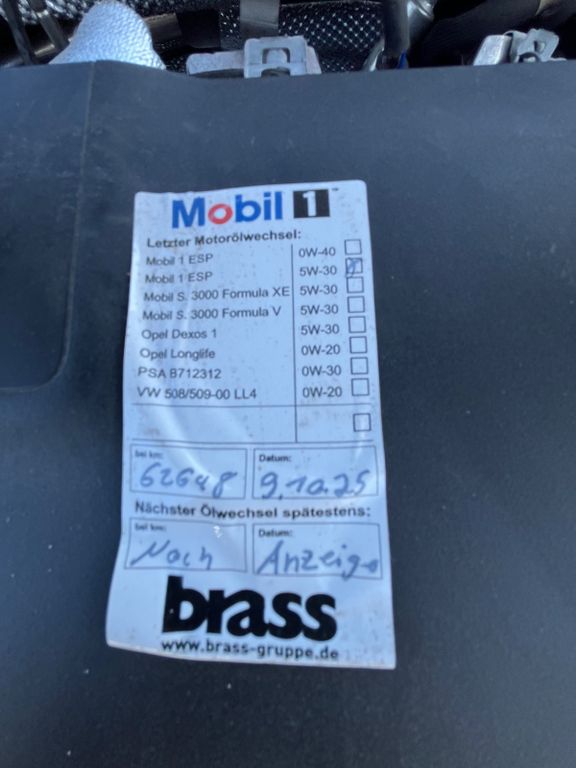 Mobil 1™
Letzter Motorölwechsel:
Mobil 1 ESP 0W-40
Mobil 1 ESP 5W-30
Mobil S. 3000 Formula XE 5W-30
Mobil S. 3000 Formula V 5W-30
Opel Dexos 1 5W-30
Opel Longlife 0W-20
PSA B712312 0W-30
VW 508/509-00 LL4 0W-20
bei km: Datum:
62648 9.10.25
Nächster Ölwechsel spätestens:
bei km: Datum:
Nach Anzeige
brass
www.brass-gruppe.de